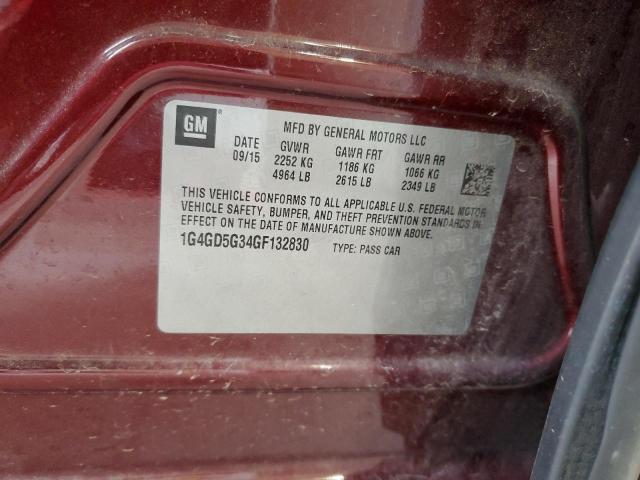 GM
MFD BY GENERAL MOTORS LLC
DATE GVWR GAWR FRT GAWR RR
09/15 2252 KG 1186 KG 1066 KG
4964 LB 2615 LB 2349 LB
THIS VEHICLE CONFORMS TO ALL APPLICABLE U.S. FEDERAL MOTOR
VEHICLE SAFETY, BUMPER, AND THEFT PREVENTION STANDARDS IN
EFFECT ON THE DATE OF MANUFACTURE SHOWN ABOVE.
1G4GD5G34GF132830 TYPE: PASS CAR